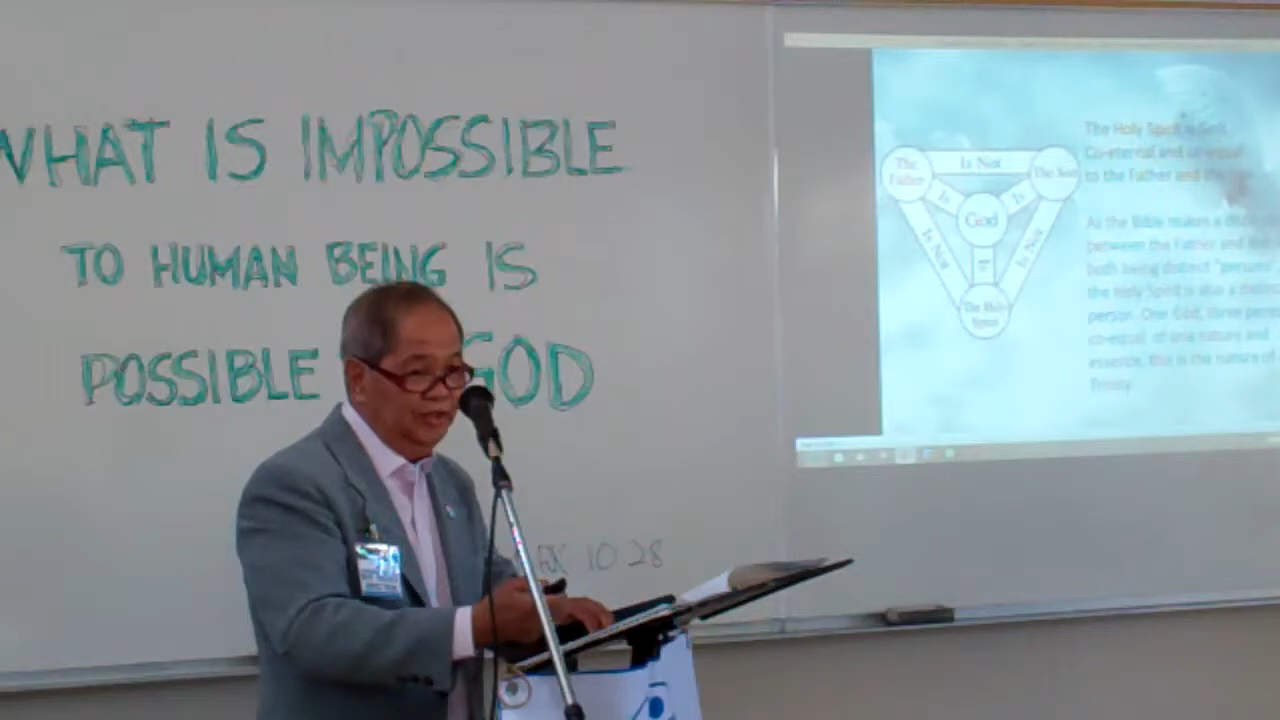 WHAT IS IMPOSSIBLE
TO HUMAN BEING IS
POSSIBLE GOD
10 28
The Father
Is Not
The Son
Is
Is
God
Is Not
Is
Is Not
The Holy Spirit
The Holy Spirit is God.
Co-eternal and co-equal
to the Father and the
As the Bible makes a
between the Father and the
both being distinct "persons"
the Holy Spirit is also a distinct
person. One God, three
co-equal of one nature and
essence, this is the nature of
Trinity